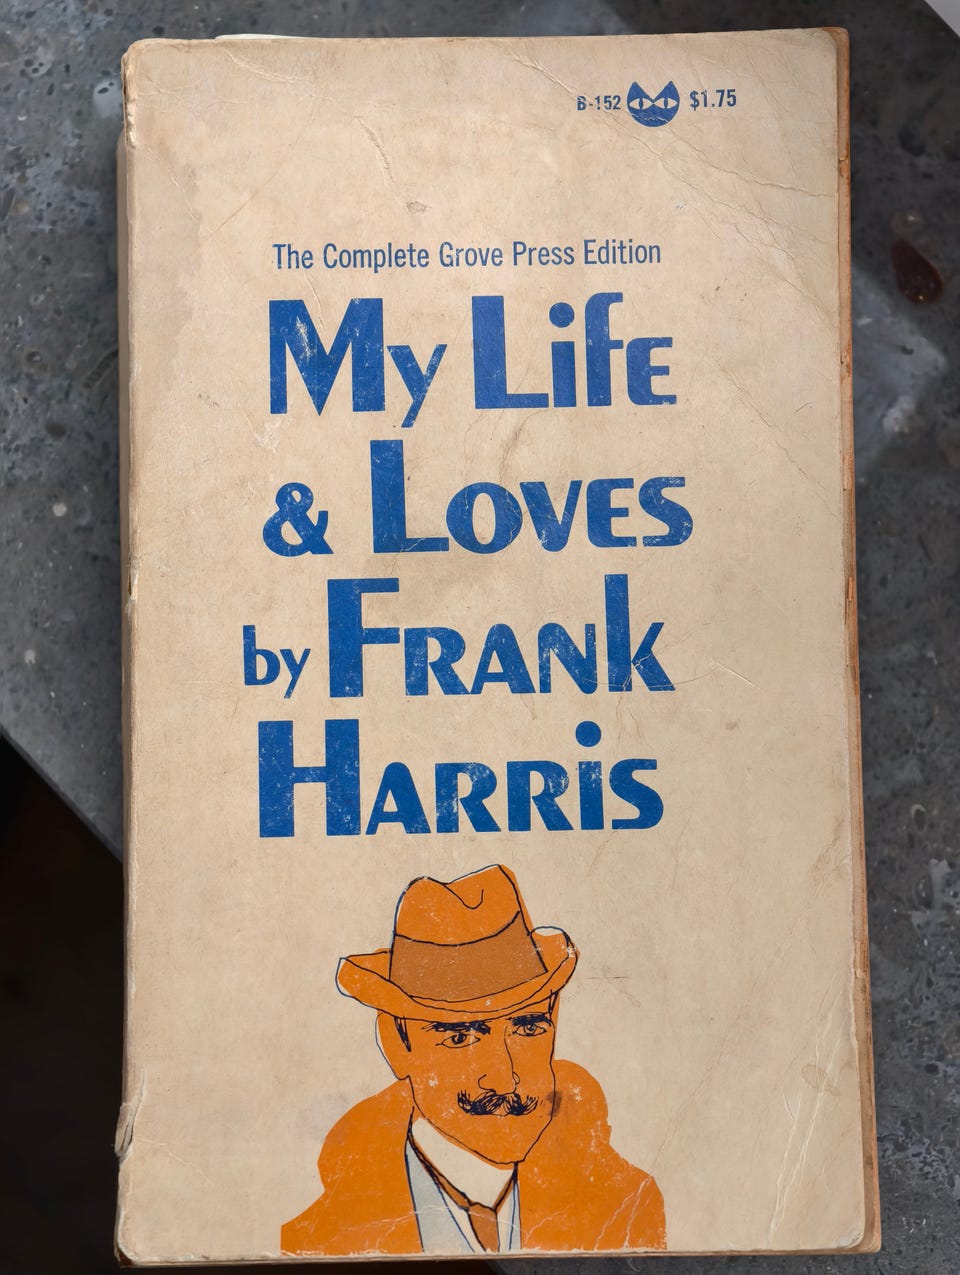 B-152 $1.75
The Complete Grove Press Edition
My Life
& Loves
by Frank
Harris